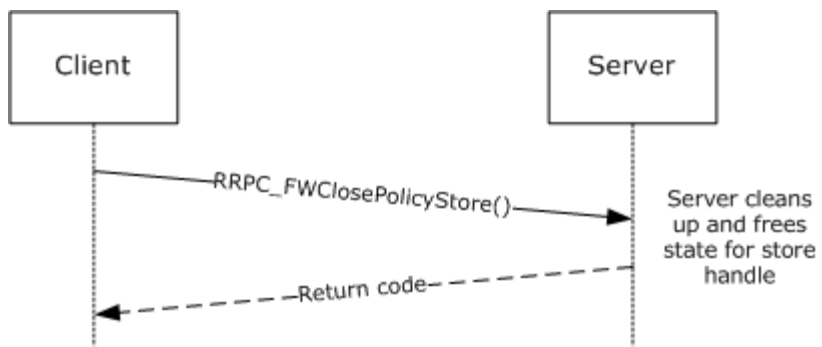 Client
Server
RRPC_FWClosePolicyStore()
Server cleans
up and frees
state for store
handle
Return code